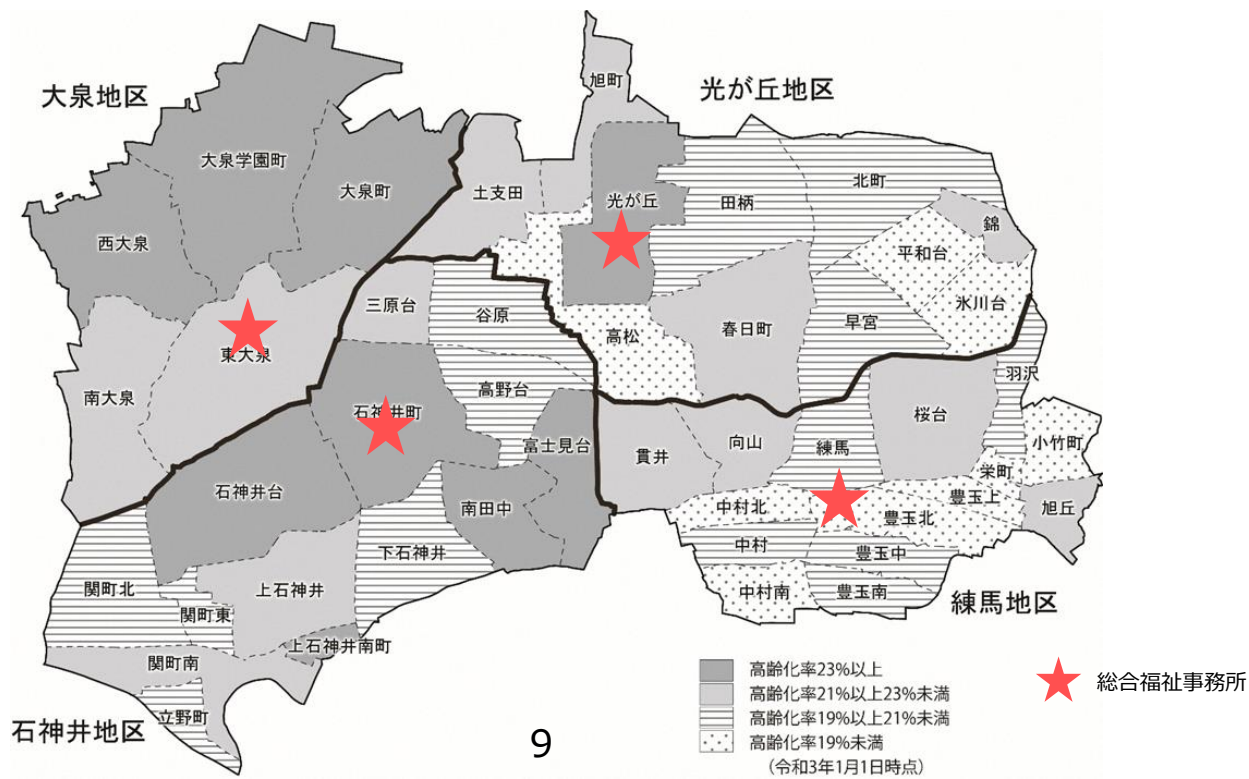 大泉地区
光が丘地区
旭町
大泉学園町
大泉町
土支田
光が丘
田柄
北町
西大泉
錦
平和台
氷川台
三原台
谷原
高松
春日町
早宮
東大泉
南大泉
高野台
羽沢
石神井町
富士見台
貫井
向山
練馬
桜台
小竹町
栄町
石神井台
南田中
中村北
豊玉北
豊玉上
旭丘
中村
豊玉中
下石神井
関町北
上石神井
中村南
豊玉南
練馬地区
関町東
上石神井南町
関町南
立野町
石神井地区
9
高齢化率23%以上
高齢化率21%以上23%未満
高齢化率19%以上21%未満
高齢化率19%未満
（令和3年1月1日時点）
総合福祉事務所